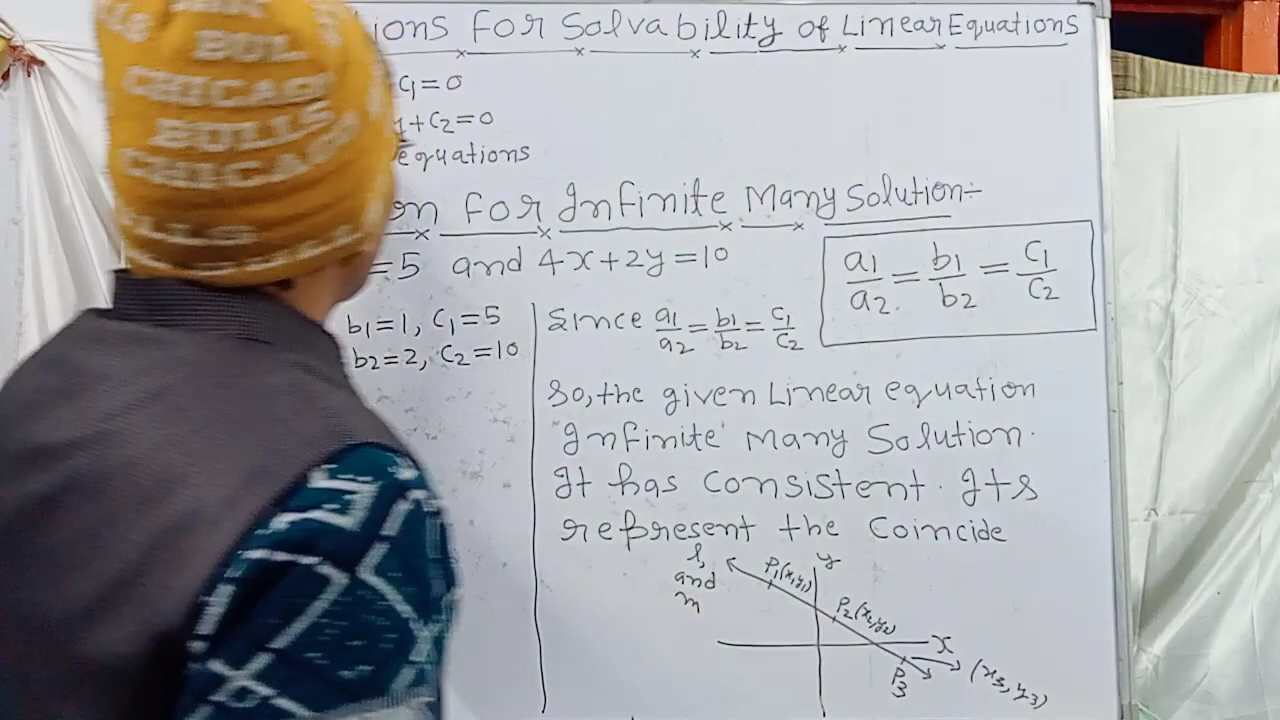 BULL
CHICAGO
BULLS
CHICAGO
ions For Solvability of Linear Equations
C1=0
1+C2=0
equations
on For Infinite Many Solution:-
=5 and 4x+2y=10
a1/a2 = b1/b2 = C1/C2
b1=1, C1=5
b2=2, C2=10
Since a1/a2 = b1/b2 = C1/C2
So, the given Linear equation
Infinite Many Solution.
It has Consistent. Its
represent the Coincide
l, and m
y
P1(x1,y1)
P2(x2,y2)
x
P3
(x3, y3)